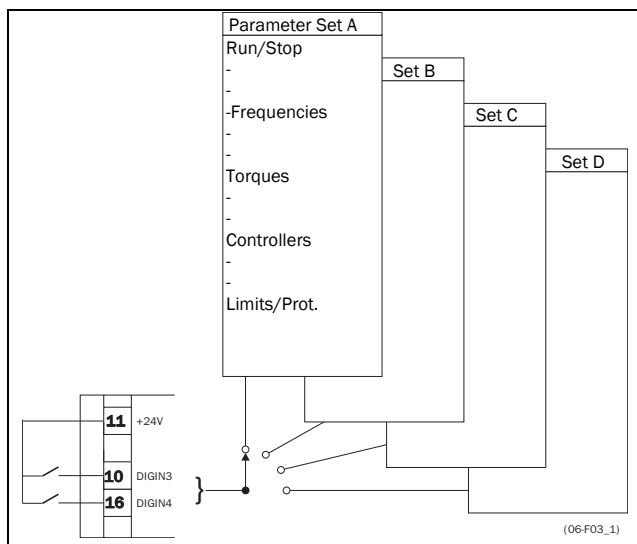 Parameter Set A
Run/Stop
-
-
-Frequencies
-
-
Torques
-
-
Controllers
-
-
Limits/Prot.
Set B
Set C
Set D
11 +24V
10 DIGIN3
16 DIGIN4
}
(06-F03_1)